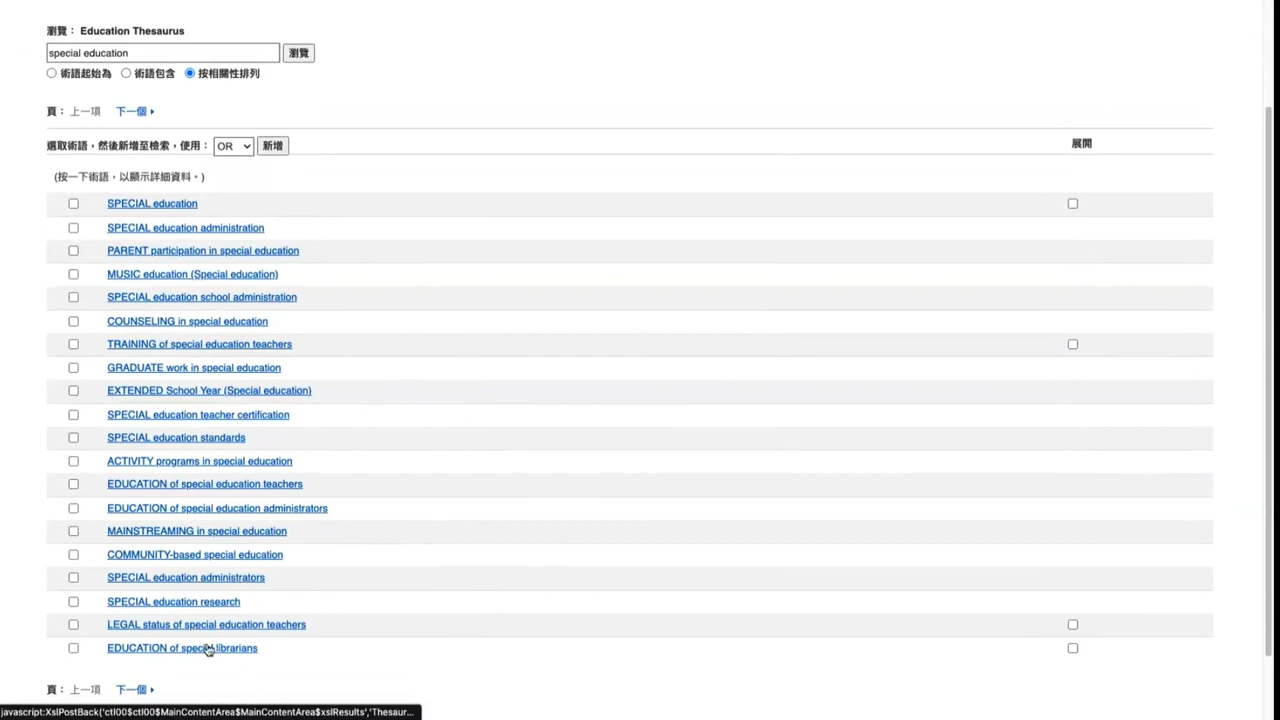 瀏覽： Education Thesaurus
special education 瀏覽
術語起始為 術語包含 按相關性排列
頁： 上一項 下一個
選取術語，然後新增至檢索，使用： OR 新增 展開
(按一下術語，以顯示詳細資料。)
SPECIAL education
SPECIAL education administration
PARENT participation in special education
MUSIC education (Special education)
SPECIAL education school administration
COUNSELING in special education
TRAINING of special education teachers
GRADUATE work in special education
EXTENDED School Year (Special education)
SPECIAL education teacher certification
SPECIAL education standards
ACTIVITY programs in special education
EDUCATION of special education teachers
EDUCATION of special education administrators
MAINSTREAMING in special education
COMMUNITY-based special education
SPECIAL education administrators
SPECIAL education research
LEGAL status of special education teachers
EDUCATION of special librarians
頁： 上一項 下一個
javascript:XslPostBack('ctl00$ctl00$MainContentArea$MainContentArea$xslResults','Thesaur...